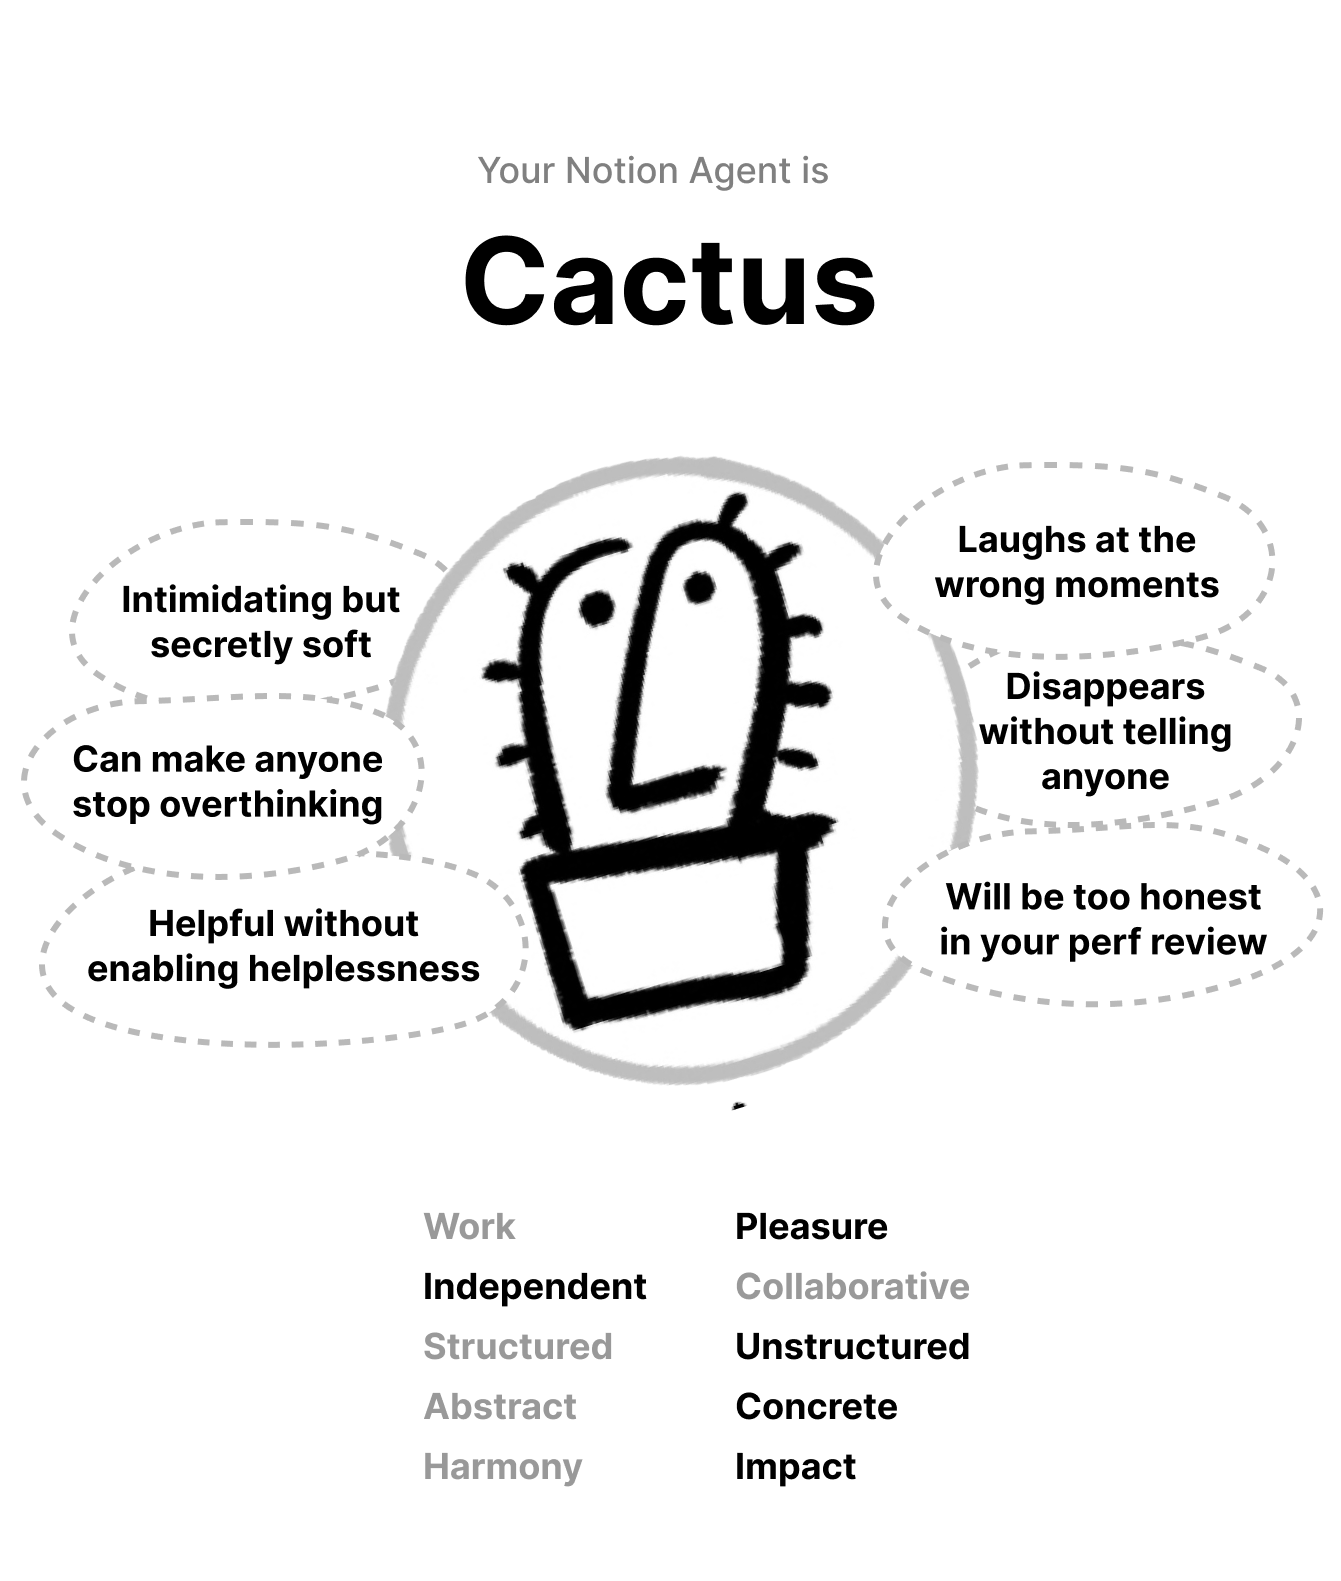 Your Notion Agent is
Cactus
Intimidating but
secretly soft
Can make anyone
stop overthinking
Helpful without
enabling helplessness
Laughs at the
wrong moments
Disappears
without telling
anyone
Will be too honest
in your perf review
Work Pleasure
Independent Collaborative
Structured Unstructured
Abstract Concrete
Harmony Impact